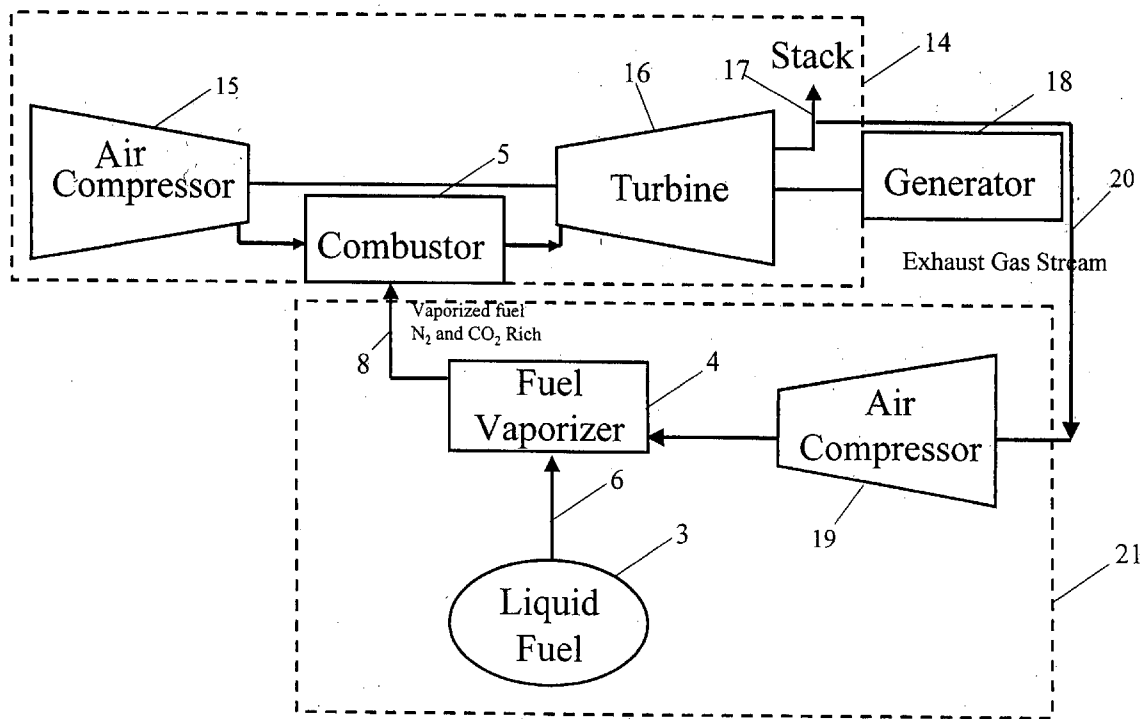 Stack
14
17
18
16
15
Air
Compressor
5
Turbine
Generator
20
Combustor
Exhaust Gas Stream
Vaporized fuel
N₂ and CO₂ Rich
8
4
Fuel
Vaporizer
Air
Compressor
6
19
3
21
Liquid
Fuel